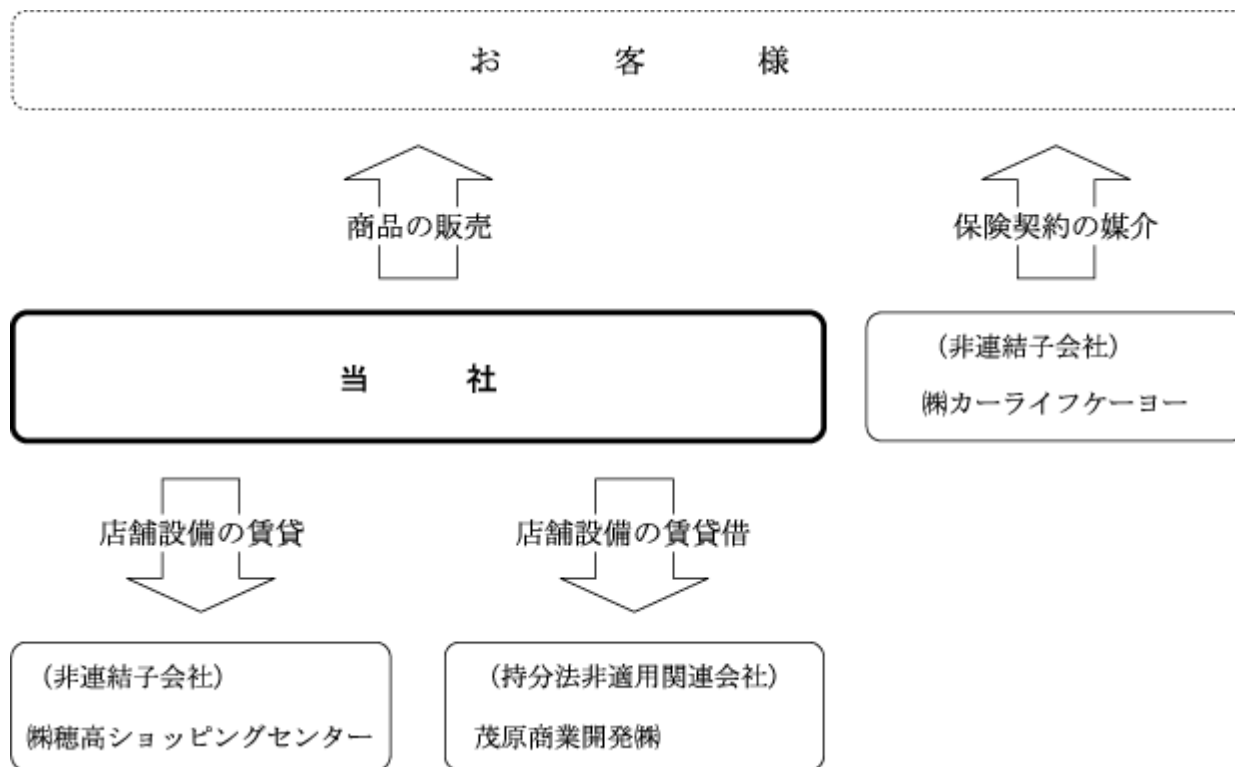 お客様
商品の販売
保険契約の媒介
当社
(非連結子会社)
㈱カーライフケーヨー
店舗設備の賃貸
店舗設備の賃貸借
(非連結子会社)
㈱穂高ショッピングセンター
(持分法非適用関連会社)
茂原商業開発㈱